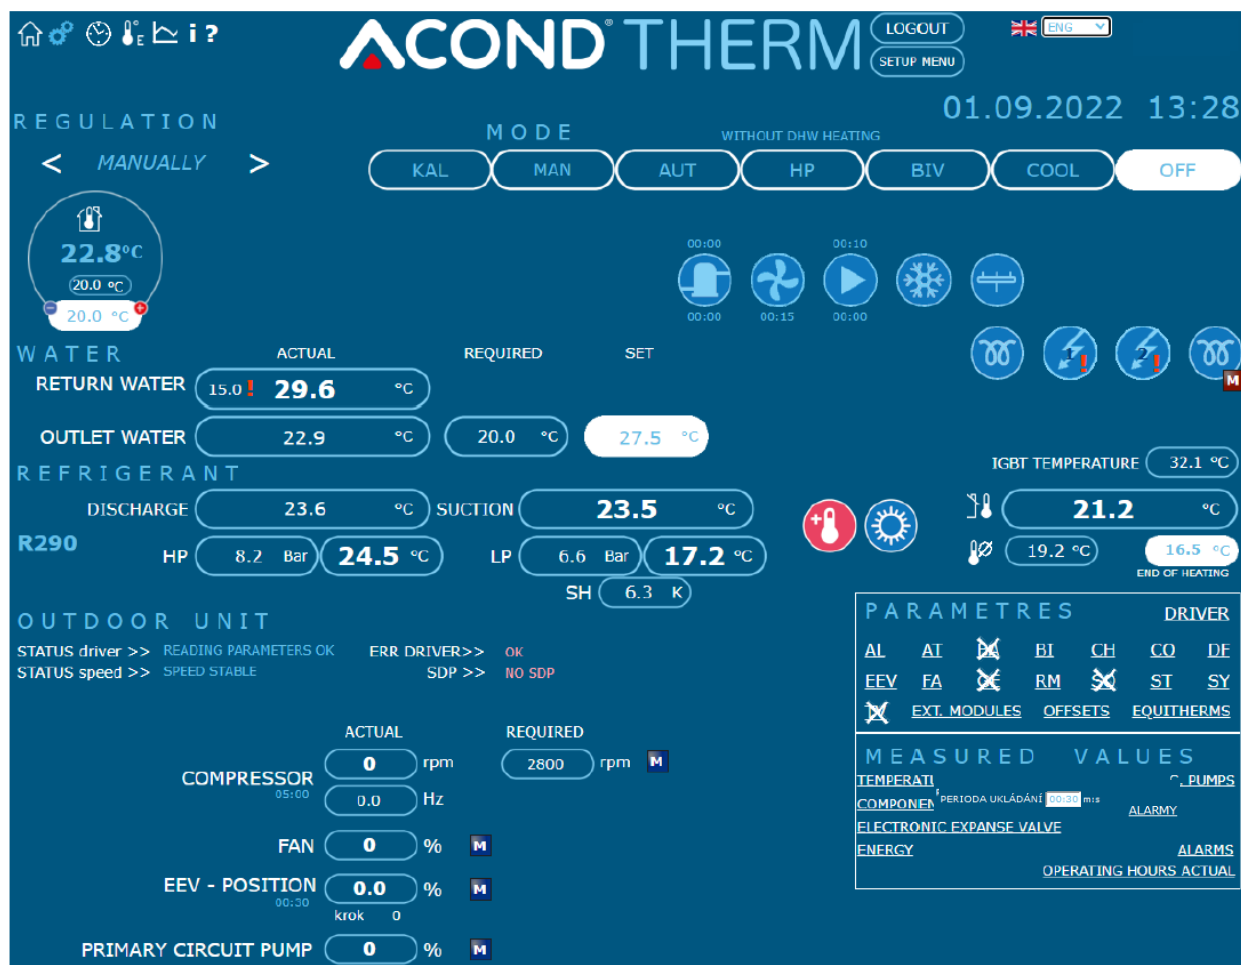 E i ?
ACOND° THERM
LOGOUT
SETUP MENU
ENG
01.09.2022 13:28
REGULATION
< MANUALLY >
MODE
WITHOUT DHW HEATING
KAL MAN AUT HP BIV COOL OFF
22.8°C
20.0 °C
20.0 °C
00:00 00:10
00:00 00:15 00:00
WATER
ACTUAL REQUIRED SET
1 ! 2 !
M
RETURN WATER 15.0 ! 29.6 °C
OUTLET WATER 22.9 °C 20.0 °C 27.5 °C
REFRIGERANT
IGBT TEMPERATURE 32.1 °C
DISCHARGE 23.6 °C SUCTION 23.5 °C
21.2 °C
R290
HP 8.2 Bar 24.5 °C LP 6.6 Bar 17.2 °C
19.2 °C 16.5 °C
END OF HEATING
SH 6.3 K
OUTDOOR UNIT
STATUS driver >> READING PARAMETERS OK ERR DRIVER>> OK
STATUS speed >> SPEED STABLE SDP >> NO SDP
PARAMETRES DRIVER
AL AT BI CH CO DF
EEV FA RM ST SY
EXT. MODULES OFFSETS EQUITHERMS
ACTUAL REQUIRED
COMPRESSOR 0 rpm 2800 rpm M
05:00 0.0 Hz
FAN 0 % M
EEV - POSITION 0.0 % M
00:30
krok 0
PRIMARY CIRCUIT PUMP 0 % M
MEASURED VALUES
PUMPS
PERIODA UKLÁDÁNÍ 00:30 m:s
ALARMY
ELECTRONIC EXPANSE VALVE
ENERGY ALARMS
OPERATING HOURS ACTUAL